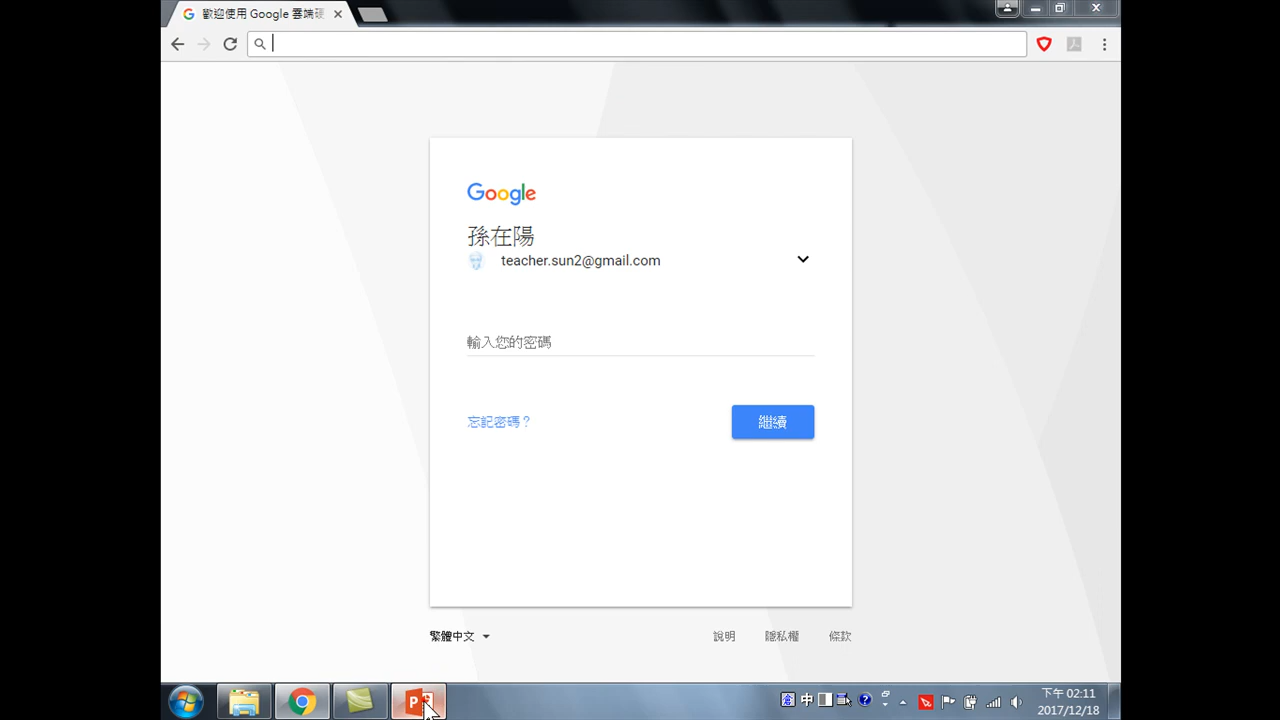 歡迎使用 Google 雲端硬
Google
孫在陽
teacher.sun2@gmail.com
輸入您的密碼
忘記密碼？
繼續
繁體中文
說明
隱私權
條款
中
下午 02:11
2017/12/18